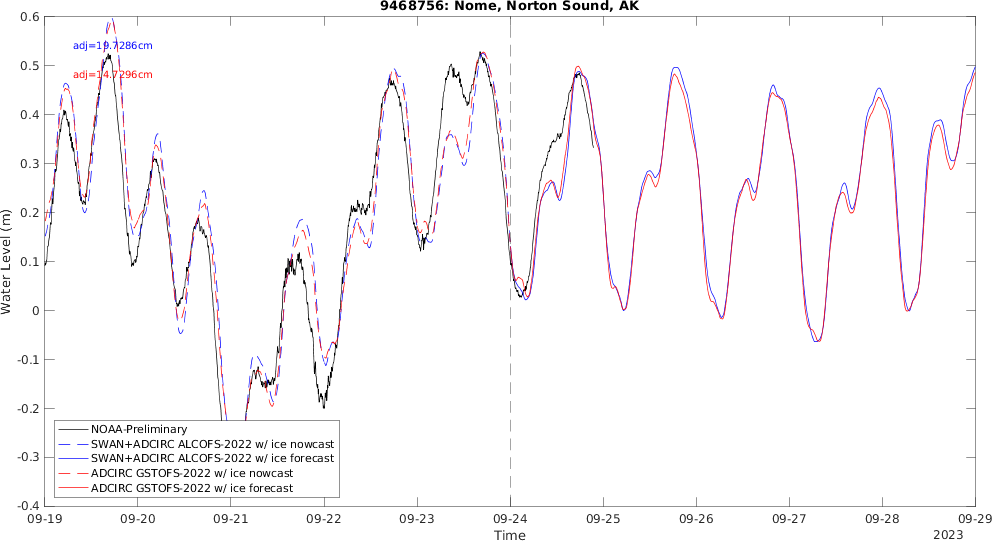 9468756: Nome, Norton Sound, AK
0.6
0.5
0.4
0.3
0.2
0.1
0
-0.1
-0.2
-0.3
-0.4
Water Level (m)
adj=19.7286cm
adj=14.7296cm
NOAA-Preliminary
SWAN+ADCIRC ALCOFS-2022 w/ ice nowcast
SWAN+ADCIRC ALCOFS-2022 w/ ice forecast
ADCIRC GSTOFS-2022 w/ ice nowcast
ADCIRC GSTOFS-2022 w/ ice forecast
09-19 09-20 09-21 09-22 09-23 09-24 09-25 09-26 09-27 09-28 09-29
Time
2023